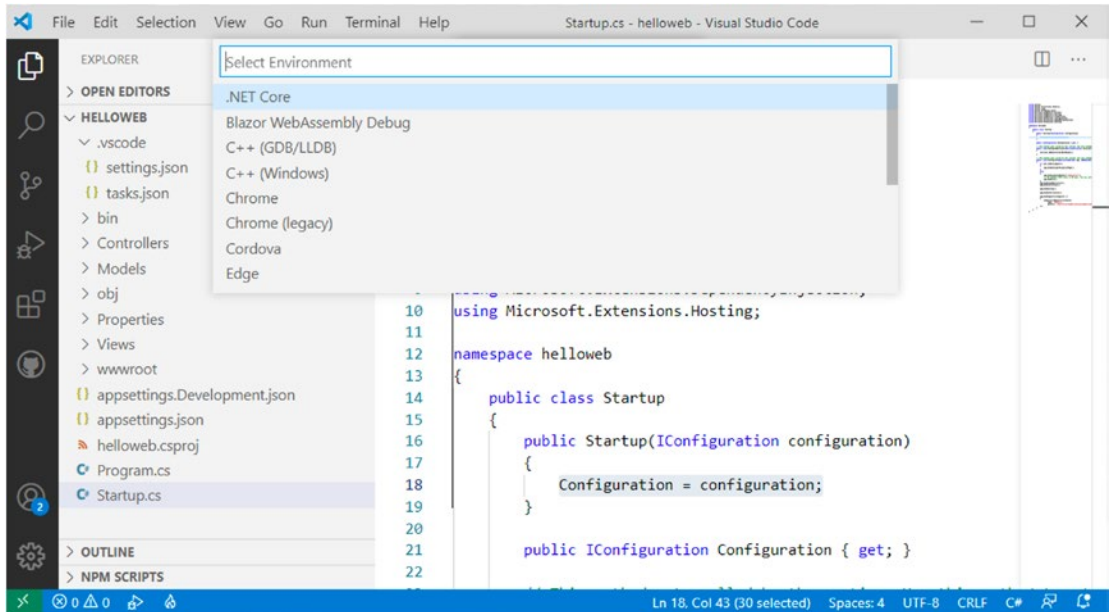 File Edit Selection View Go Run Terminal Help Startup.cs - helloweb - Visual Studio Code
EXPLORER
OPEN EDITORS
HELLOWEB
.vscode
{} settings.json
{} tasks.json
bin
Controllers
Models
obj
Properties
Views
wwwroot
{} appsettings.Development.json
{} appsettings.json
helloweb.csproj
C# Program.cs
C# Startup.cs
OUTLINE
NPM SCRIPTS
Select Environment
.NET Core
Blazor WebAssembly Debug
C++ (GDB/LLDB)
C++ (Windows)
Chrome
Chrome (legacy)
Cordova
Edge
10 using Microsoft.Extensions.Hosting;
11
12 namespace helloweb
13 {
14 public class Startup
15 {
16 public Startup(IConfiguration configuration)
17 {
18 Configuration = configuration;
19 }
20
21 public IConfiguration Configuration { get; }
22
2
0 0 Ln 18, Col 43 (30 selected) Spaces: 4 UTF-8 CRLF C#